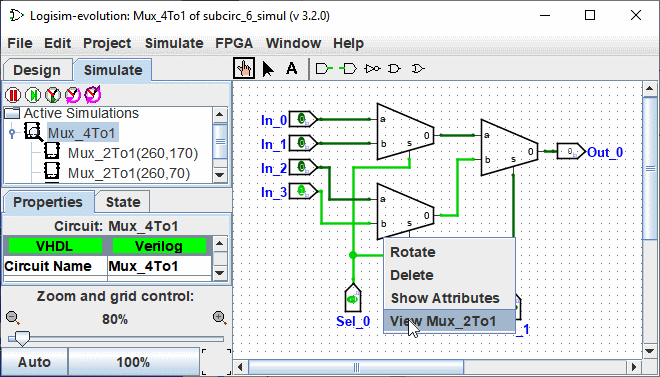 Logisim-evolution: Mux_4To1 of subcirc_6_simul (v 3.2.0)
File Edit Project Simulate FPGA Window Help
Design Simulate
A
Active Simulations
Mux_4To1
Mux_2To1(260,170)
Mux_2To1(260,70)
Properties State
Circuit: Mux_4To1
VHDL Verilog
Circuit Name Mux_4To1
Zoom and grid control:
80%
Auto 100%
In_0
In_1
In_2
In_3
a
b
0
s
a
b
0
s
a
b
0
s
0
Out_0
Sel_0
_1
Rotate
Delete
Show Attributes
View Mux_2To1